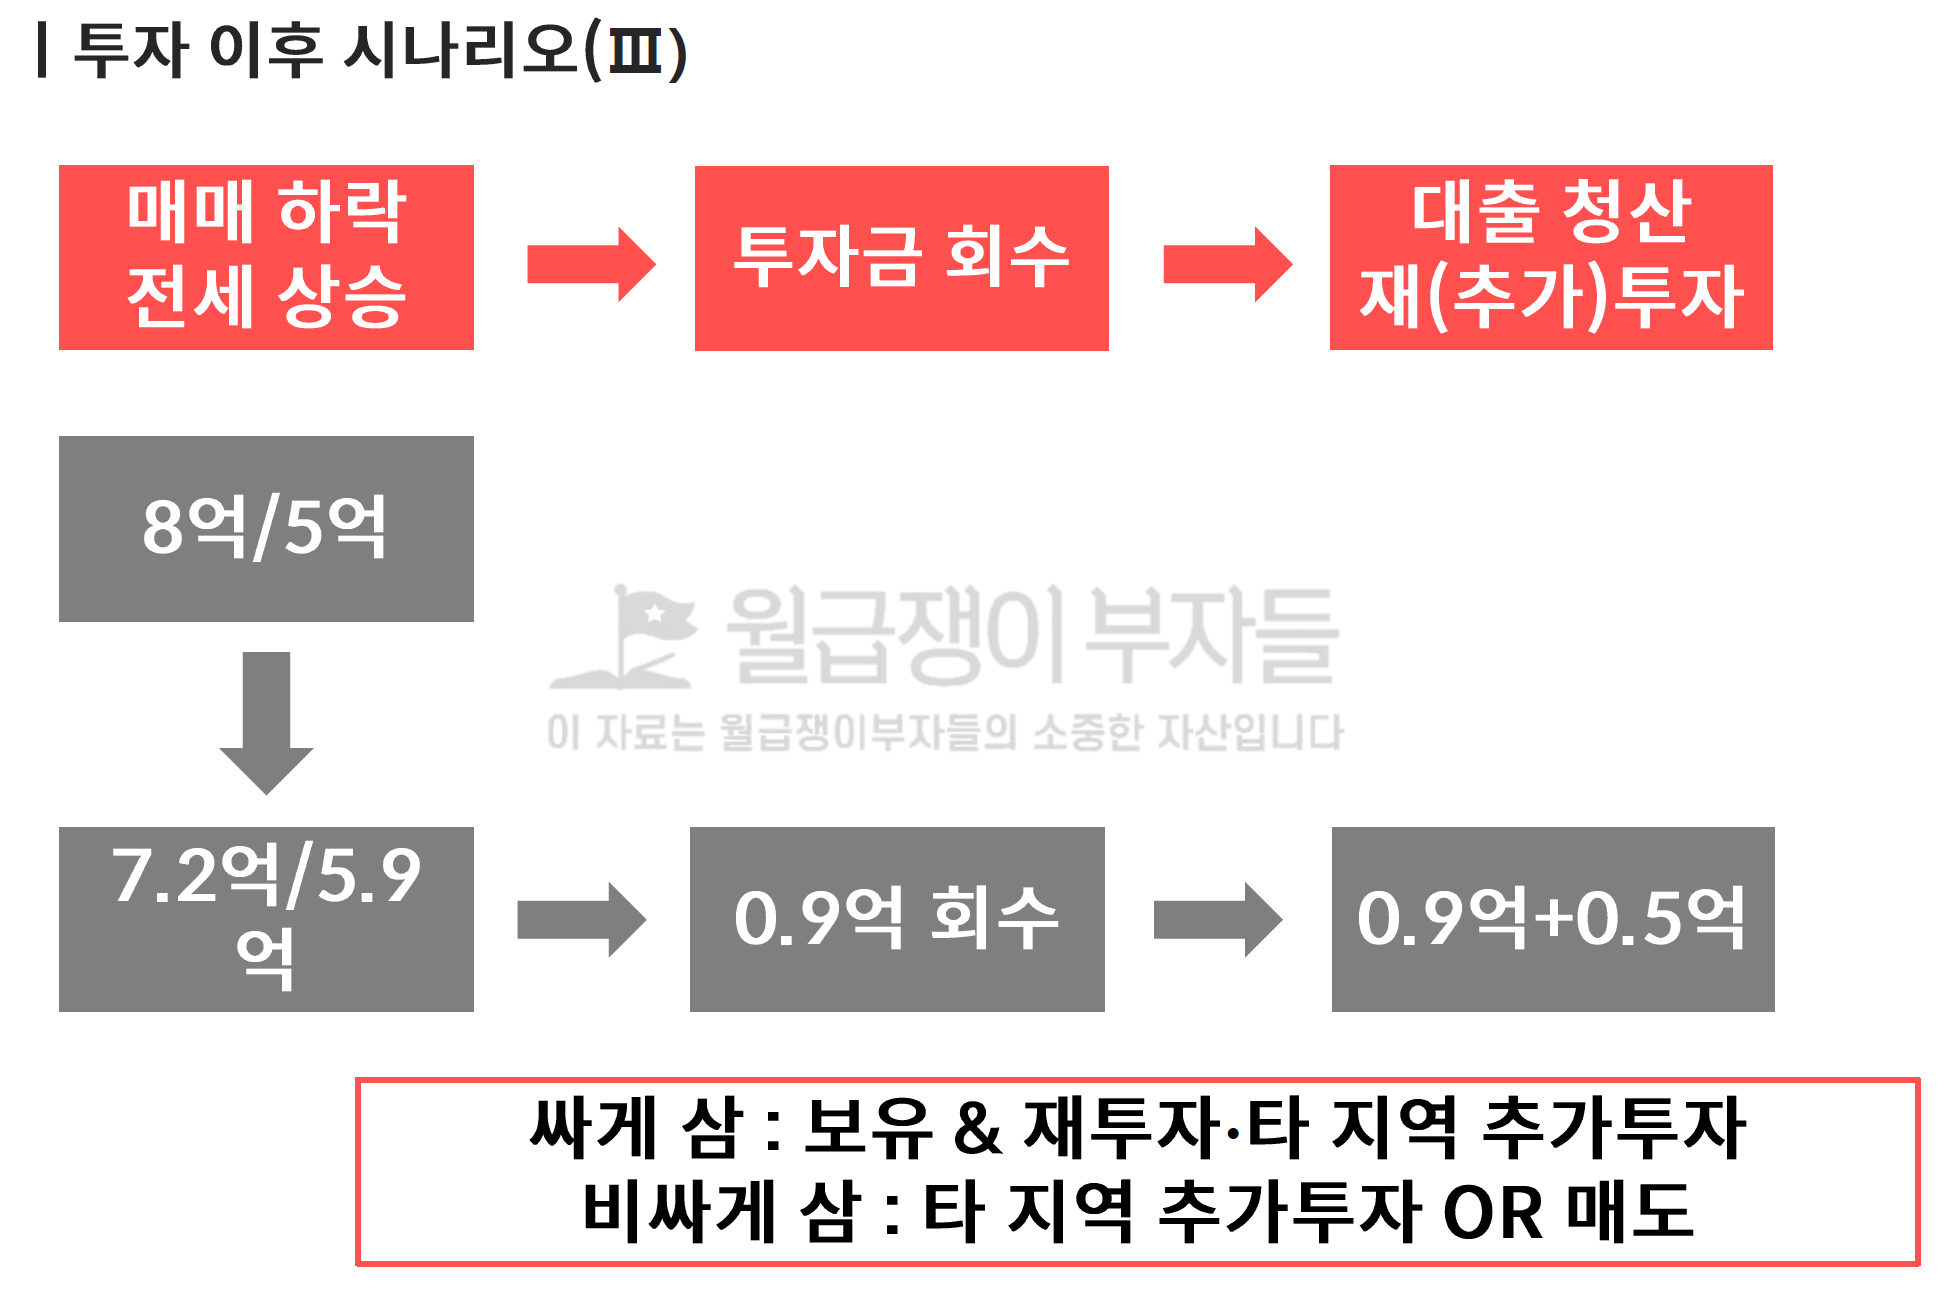 | 투자 이후 시나리오(Ⅲ)
매매 하락
전세 상승
투자금 회수
대출 청산
재(추가)투자
8억/5억
월급쟁이 부자들
이 자료는 월급쟁이부자들의 소중한 자산입니다
7.2억/5.9
억
0.9억 회수
0.9억+0.5억
싸게 삼 : 보유 & 재투자·타 지역 추가투자
비싸게 삼 : 타 지역 추가투자 OR 매도